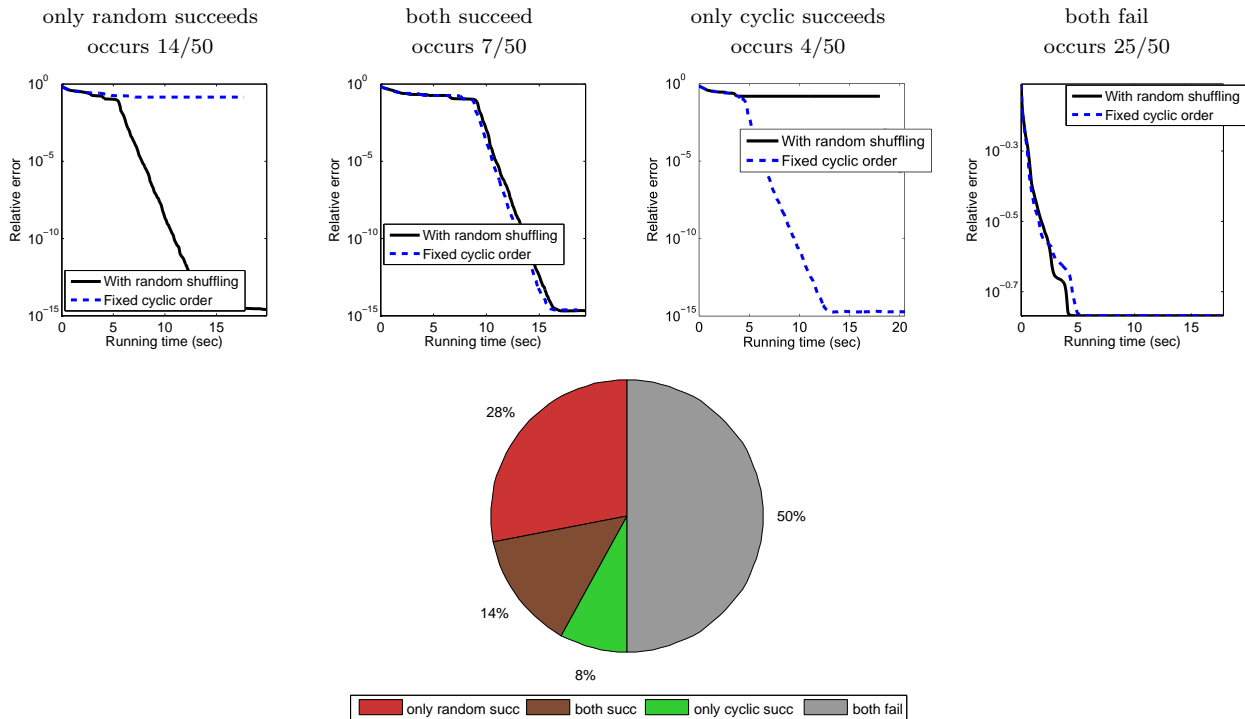 only random succeeds
occurs 14/50
both succeed
occurs 7/50
only cyclic succeeds
occurs 4/50
both fail
occurs 25/50
10^0
10^-5
10^-10
10^-15
Relative error
With random shuffling
Fixed cyclic order
0 5 10 15
Running time (sec)
10^0
10^-5
10^-10
10^-15
Relative error
With random shuffling
Fixed cyclic order
0 5 10 15
Running time (sec)
10^0
10^-5
10^-10
10^-15
Relative error
With random shuffling
Fixed cyclic order
0 5 10 15 20
Running time (sec)
10^-0.3
10^-0.5
10^-0.7
Relative error
With random shuffling
Fixed cyclic order
0 5 10 15
Running time (sec)
28%
50%
14%
8%
only random succ both succ only cyclic succ both fail